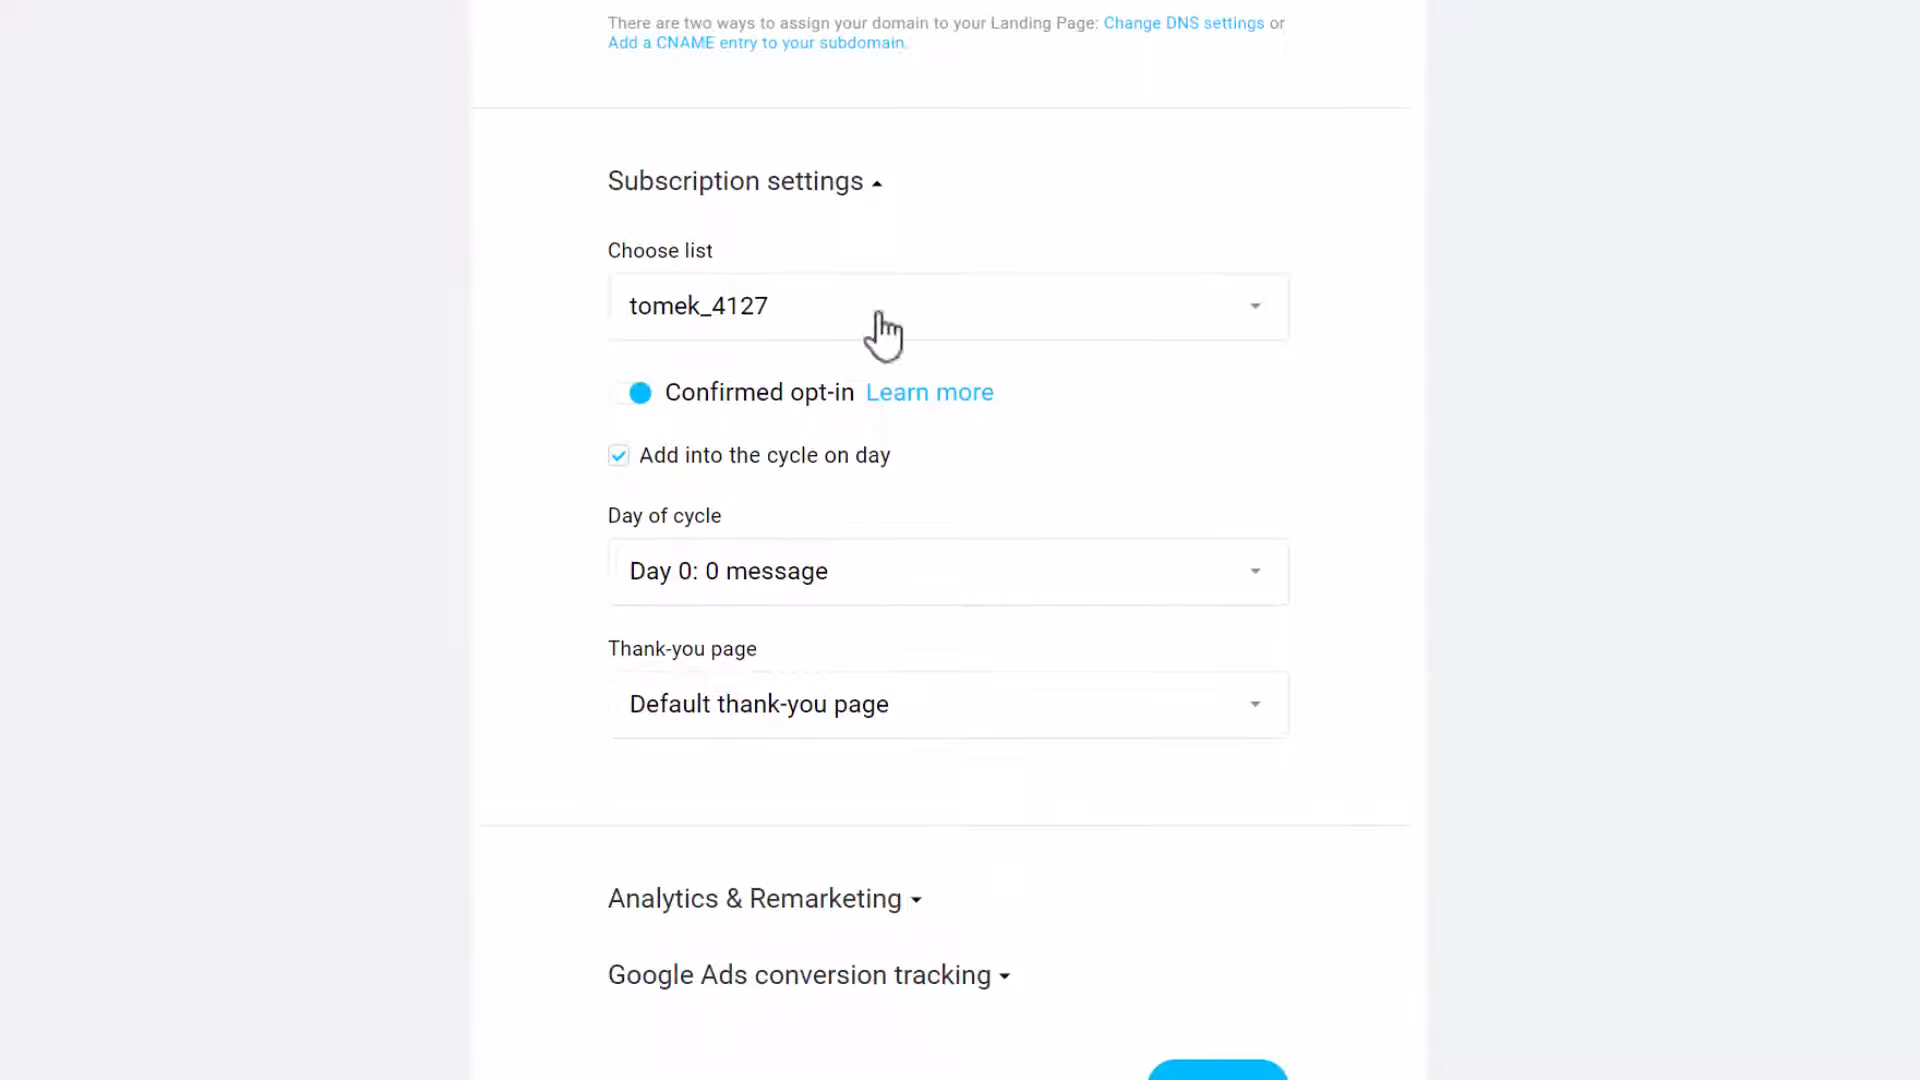 There are two ways to assign your domain to your Landing Page: Change DNS settings or
Add a CNAME entry to your subdomain.
Subscription settings
Choose list
tomek_4127
Confirmed opt-in Learn more
Add into the cycle on day
Day of cycle
Day 0: 0 message
Thank-you page
Default thank-you page
Analytics & Remarketing
Google Ads conversion tracking